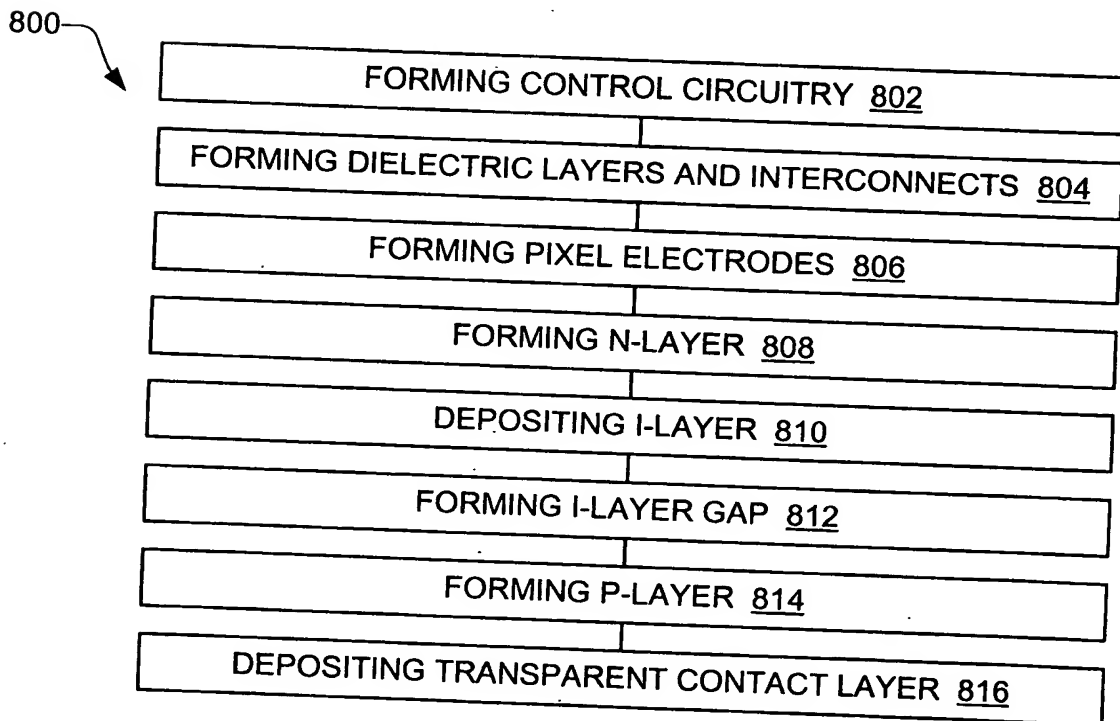 800
FORMING CONTROL CIRCUITRY 802
FORMING DIELECTRIC LAYERS AND INTERCONNECTS 804
FORMING PIXEL ELECTRODES 806
FORMING N-LAYER 808
DEPOSITING I-LAYER 810
FORMING I-LAYER GAP 812
FORMING P-LAYER 814
DEPOSITING TRANSPARENT CONTACT LAYER 816